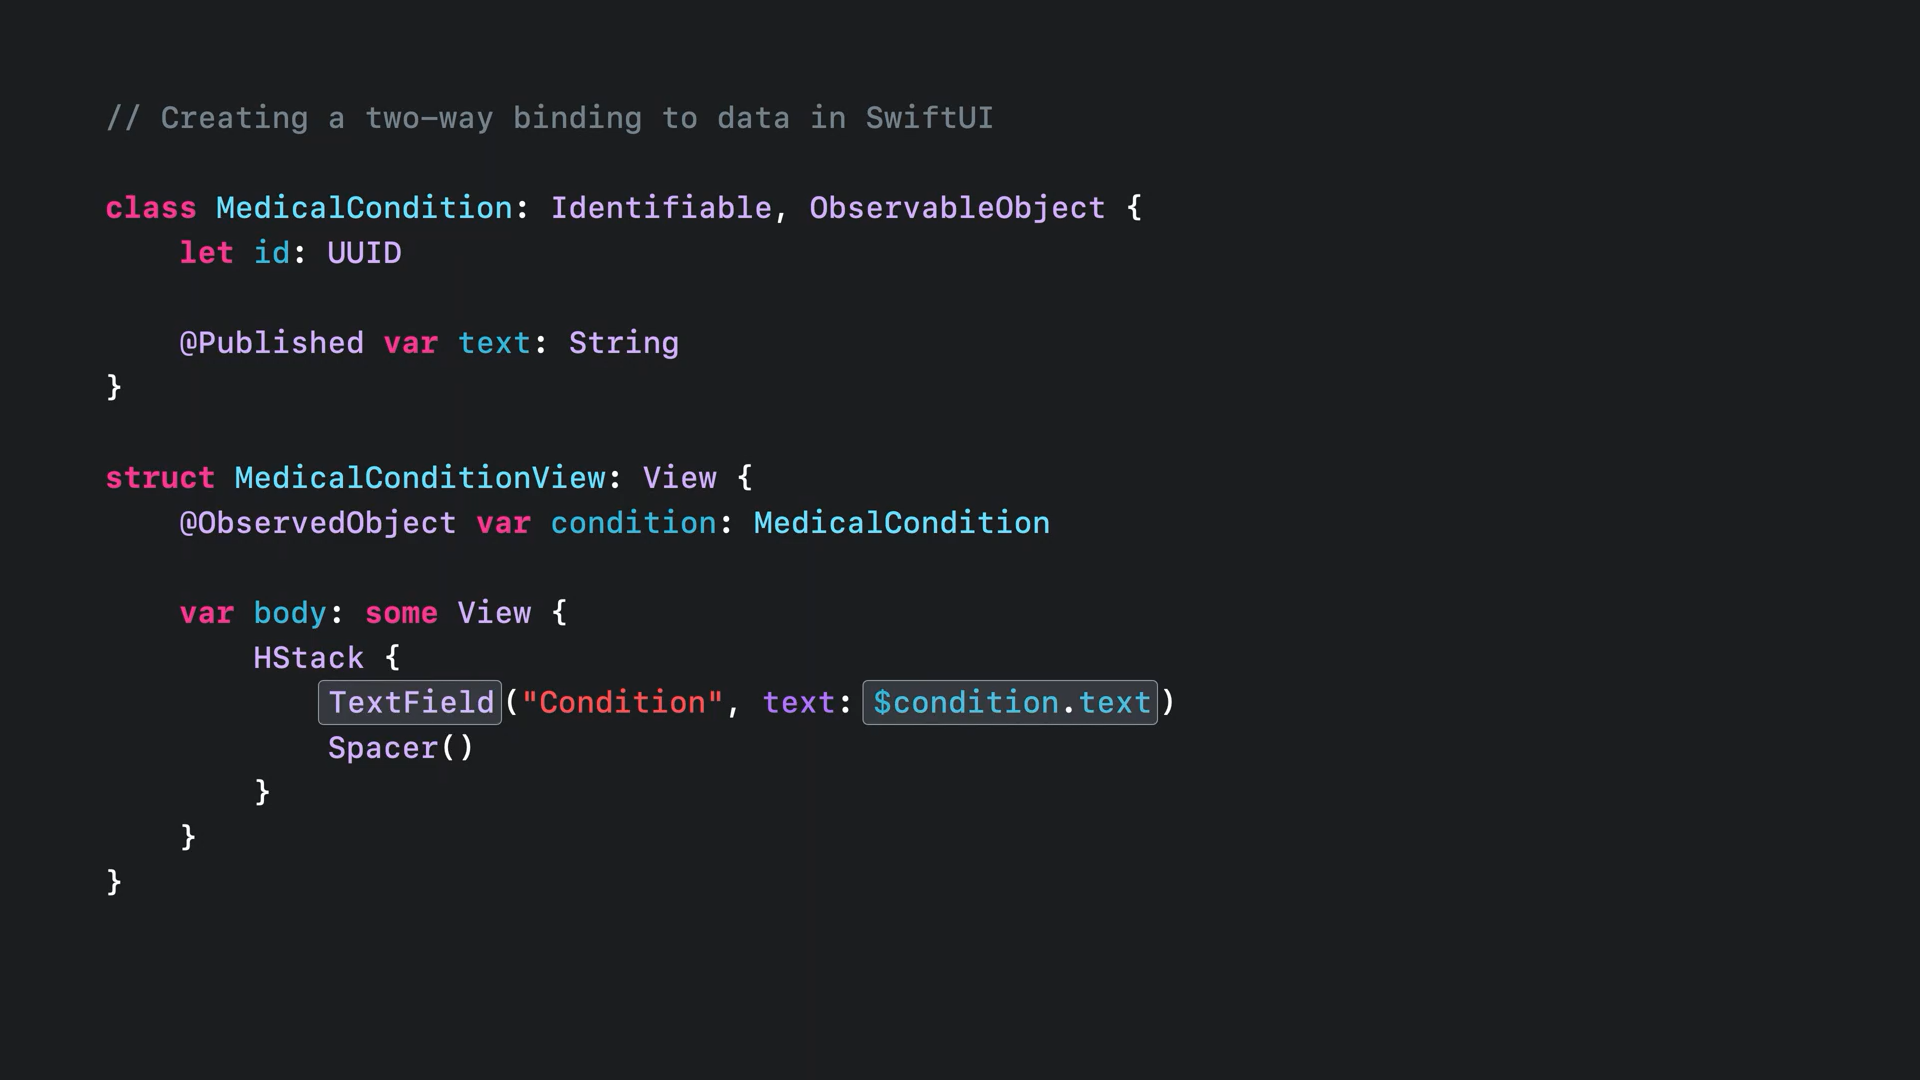 // Creating a two-way binding to data in SwiftUI
class MedicalCondition: Identifiable, ObservableObject {
    let id: UUID
    @Published var text: String
}
struct MedicalConditionView: View {
    @ObservedObject var condition: MedicalCondition
    var body: some View {
        HStack {
            TextField("Condition", text: $condition.text)
            Spacer()
        }
    }
}